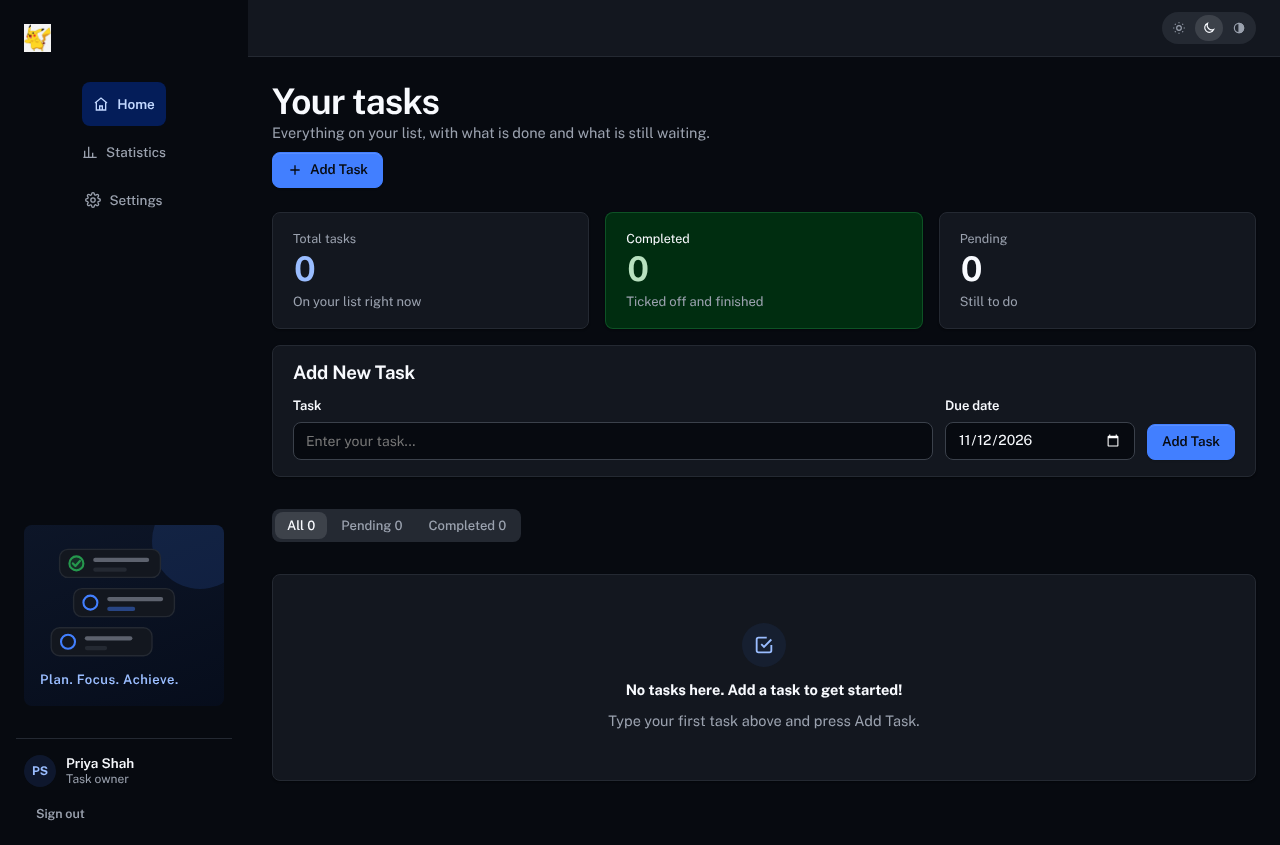 Home
Statistics
Settings
Plan. Focus. Achieve.
PS
Priya Shah
Task owner
Sign out
Your tasks
Everything on your list, with what is done and what is still waiting.
Add Task
Total tasks
0
On your list right now
Completed
0
Ticked off and finished
Pending
0
Still to do
Add New Task
Task
Enter your task...
Due date
11/12/2026
Add Task
All 0
Pending 0
Completed 0
No tasks here. Add a task to get started!
Type your first task above and press Add Task.